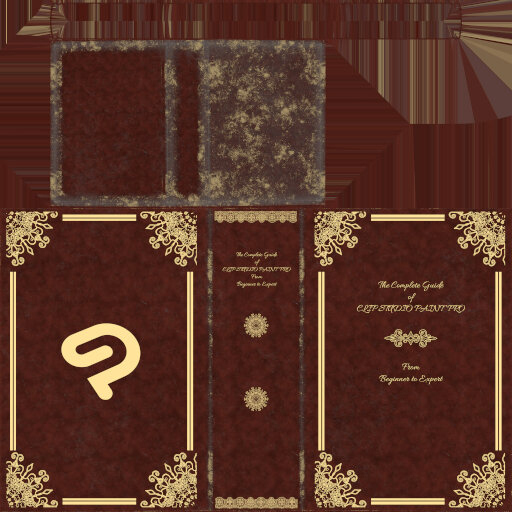 The Complete Guide
of
CLIP STUDIO PAINT PRO
From
Beginner to Expert
The Complete Guide
of
CLIP STUDIO PAINT PRO
From
Beginner to Expert